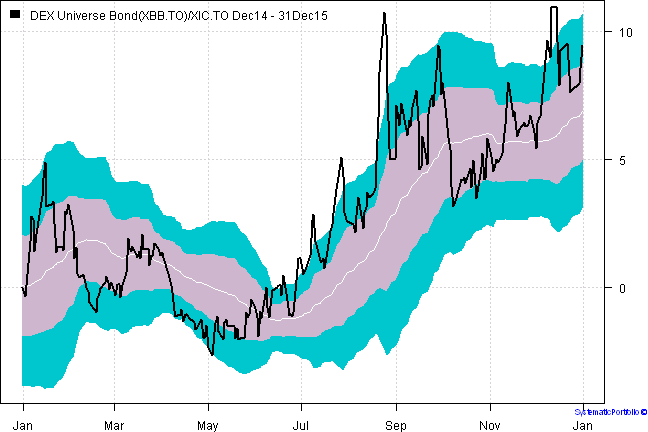 DEX Universe Bond(XBB.TO)/XIC.TO Dec14 - 31Dec15
10
5
0
Jan Mar May Jul Sep Nov Jan
SystematicPortfolio ©